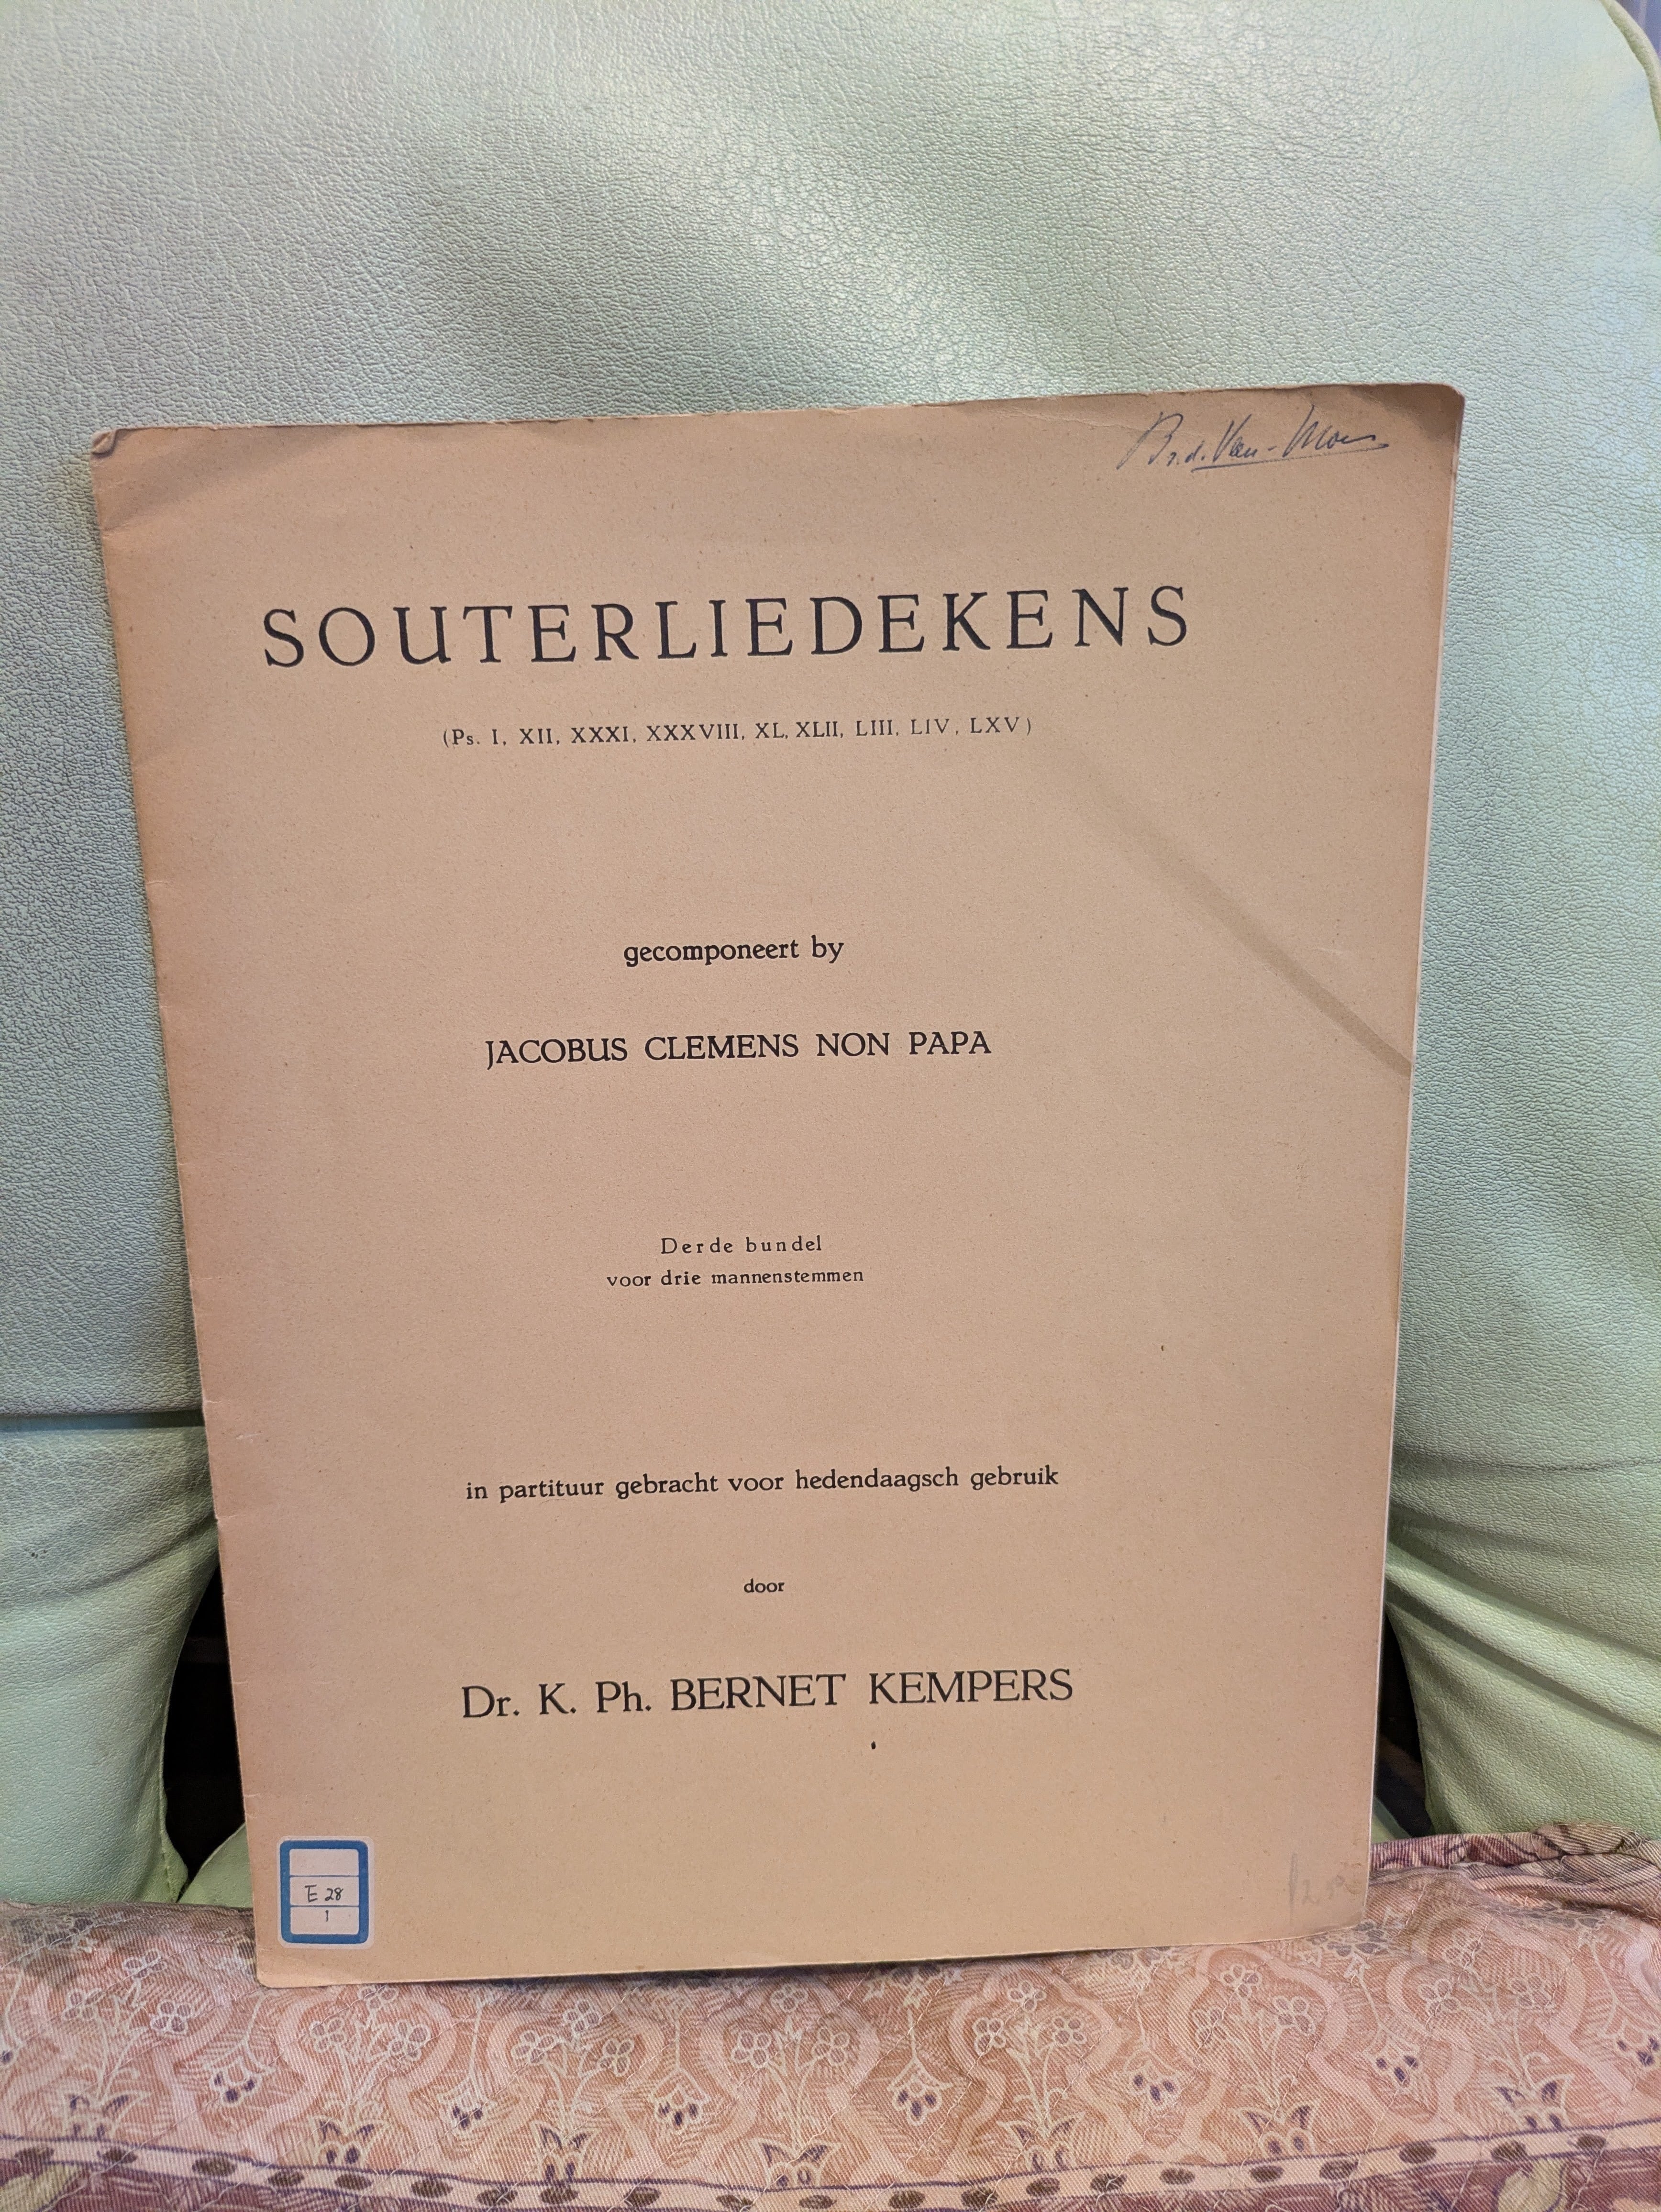 SOUTERLIEDEKENS
(Ps. I, XII, XXXI, XXXVIII, XL, XLII, LIII, LIV, LXV)
gecomponeert by
JACOBUS CLEMENS NON PAPA
Derde bundel
voor drie mannenstemmen
in partituur gebracht voor hedendaagsch gebruik
door
Dr. K. Ph. BERNET KEMPERS
E 28
1